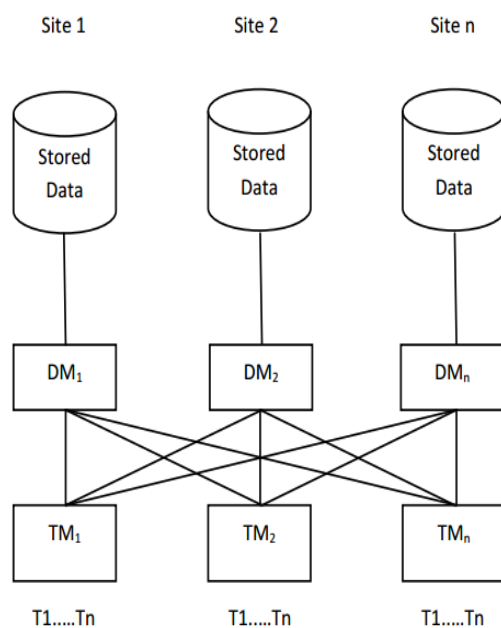 Site 1 Site 2 Site n
Stored Stored Stored
Data Data Data
DM₁ DM₂ DMₙ
TM₁ TM₂ TMₙ
T1.....Tn T1.....Tn T1.....Tn